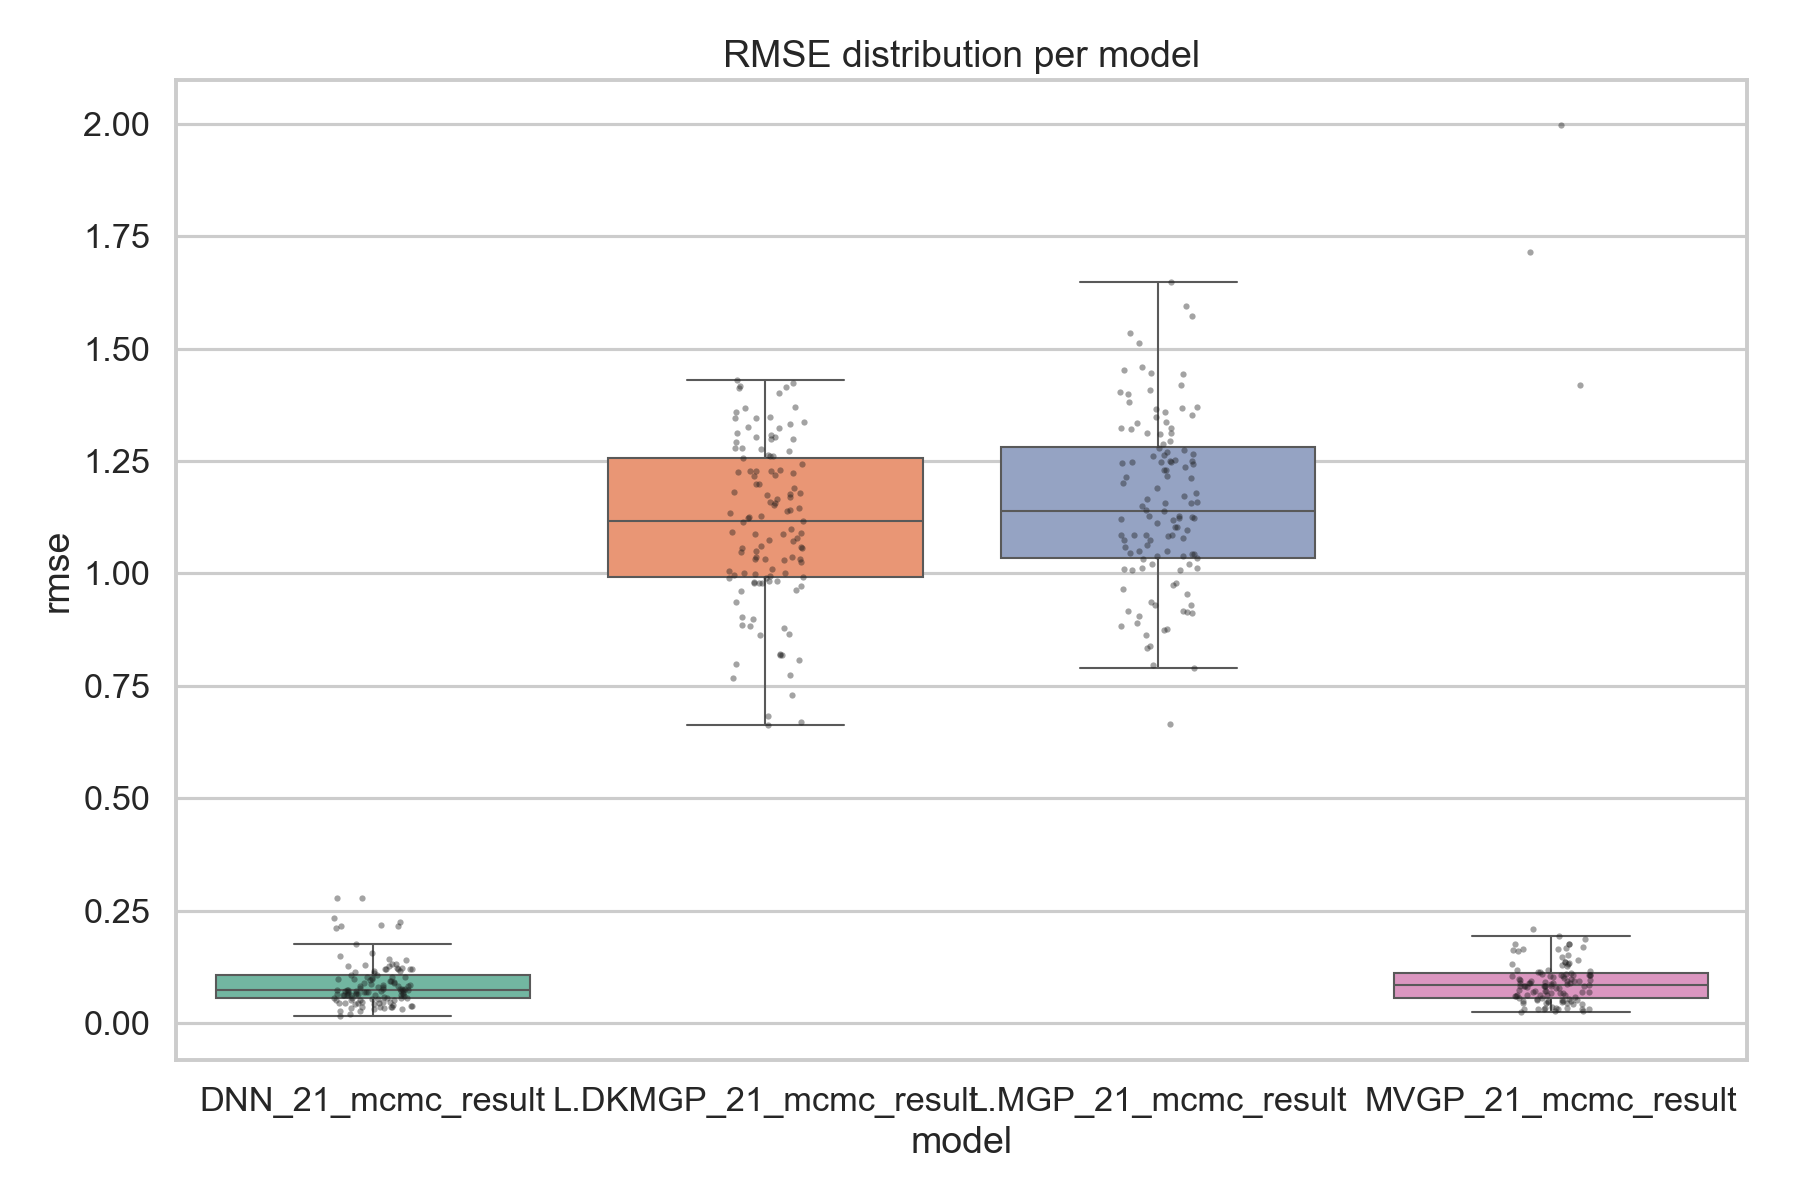 RMSE distribution per model
2.00
1.75
1.50
1.25
1.00
0.75
0.50
0.25
0.00
rmse
DNN_21_mcmc_result L.DKMGP_21_mcmc_result L.MGP_21_mcmc_result MVGP_21_mcmc_result
model